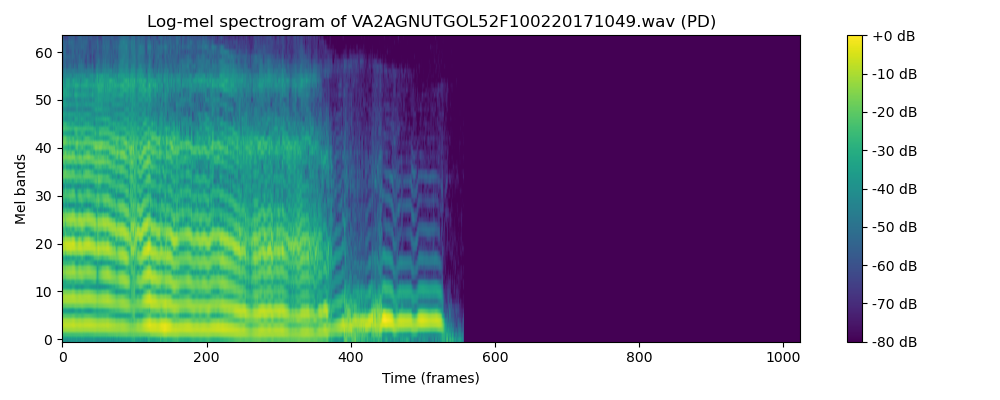 Log-mel spectrogram of VA2AGNUTGOL52F100220171049.wav (PD)
60
50
40
30
20
10
0
Mel bands
0 200 400 600 800 1000
Time (frames)
+0 dB
-10 dB
-20 dB
-30 dB
-40 dB
-50 dB
-60 dB
-70 dB
-80 dB